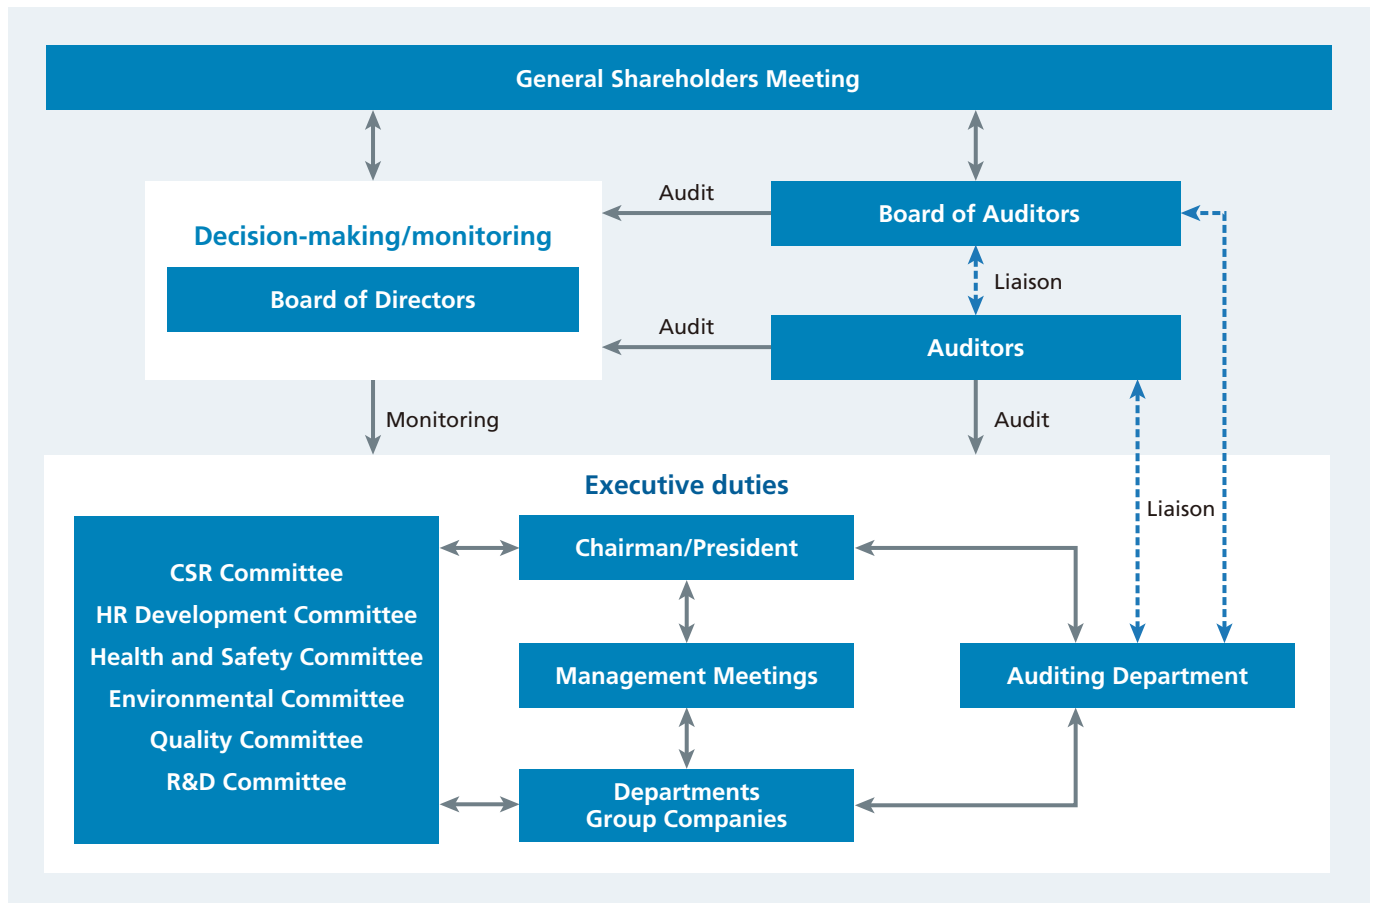 General Shareholders Meeting
Audit
Board of Auditors
Decision-making/monitoring
Board of Directors
Liaison
Audit
Auditors
Monitoring
Audit
Executive duties
Liaison
CSR Committee
HR Development Committee
Health and Safety Committee
Environmental Committee
Quality Committee
R&D Committee
Chairman/President
Management Meetings
Departments
Group Companies
Auditing Department